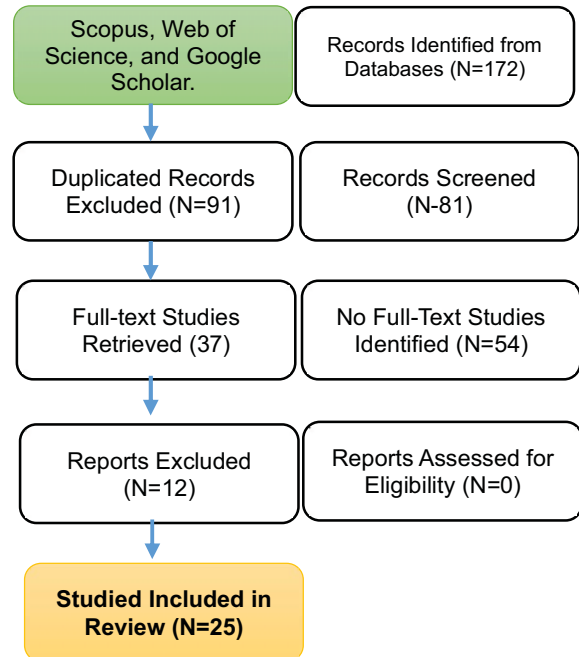 Scopus, Web of
Science, and Google
Scholar.
Records Identified from
Databases (N=172)
Duplicated Records
Excluded (N=91)
Records Screened
(N-81)
Full-text Studies
Retrieved (37)
No Full-Text Studies
Identified (N=54)
Reports Excluded
(N=12)
Reports Assessed for
Eligibility (N=0)
Studied Included in
Review (N=25)